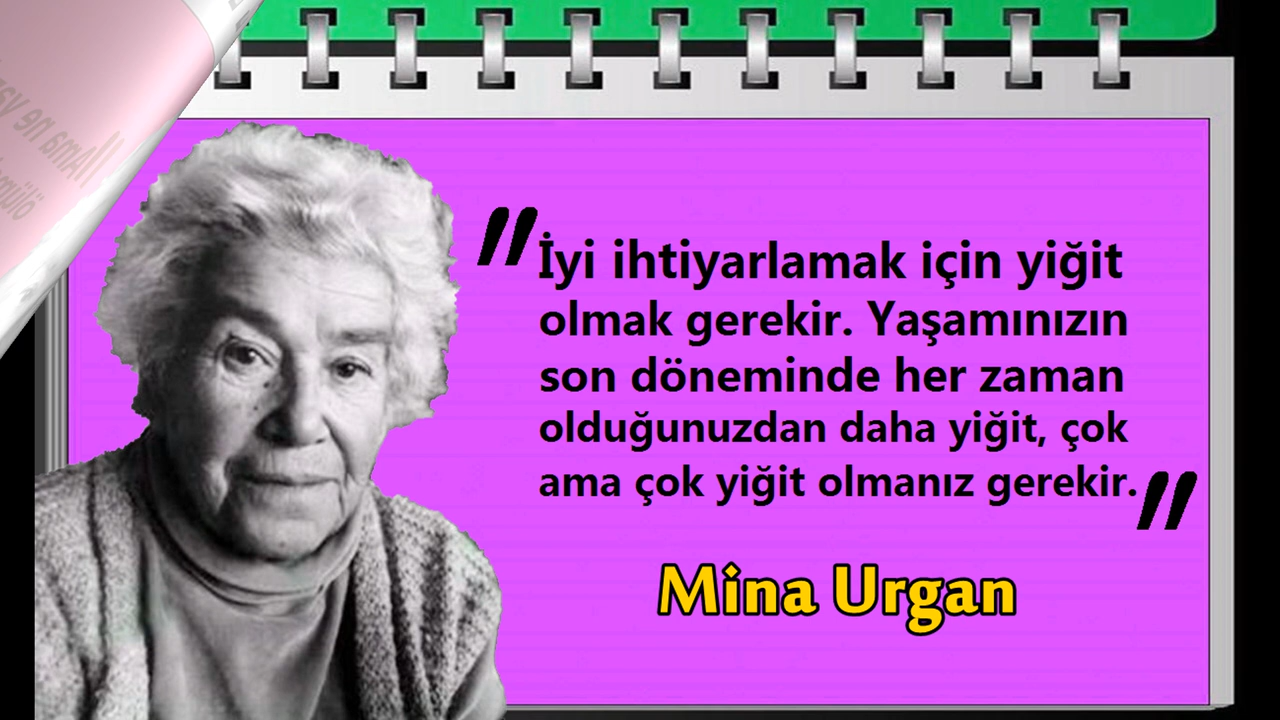 "İyi ihtiyarlamak için yiğit
olmak gerekir. Yaşamınızın
son döneminde her zaman
olduğunuzdan daha yiğit, çok
ama çok yiğit olmanız gerekir."
Mina Urgan